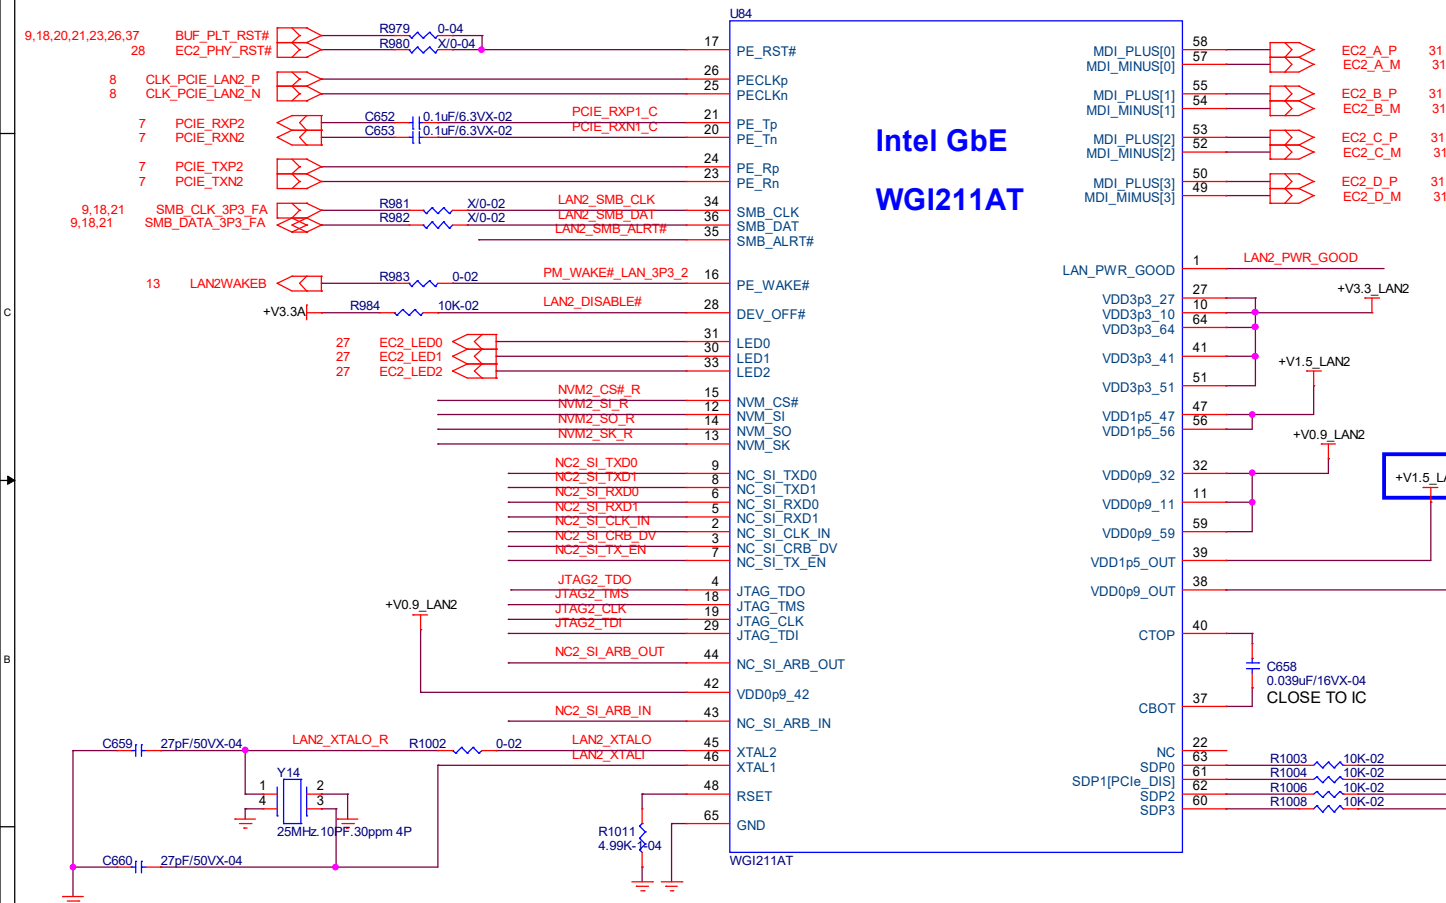 U84
9,18,20,21,23,26,37 BUF_PLT_RST# R979 0-04
28 EC2_PHY_RST# R980 X/0-04 17 PE_RST#
8 CLK_PCIE_LAN2_P 26 PECLKp
8 CLK_PCIE_LAN2_N 25 PECLKn
7 PCIE_RXP2 C652 0.1uF/6.3VX-02 PCIE_RXP1_C 21 PE_Tp
7 PCIE_RXN2 C653 0.1uF/6.3VX-02 PCIE_RXN1_C 20 PE_Tn
7 PCIE_TXP2 24 PE_Rp
7 PCIE_TXN2 23 PE_Rn
9,18,21 SMB_CLK_3P3_FA R981 X/0-02 LAN2_SMB_CLK 34 SMB_CLK
9,18,21 SMB_DATA_3P3_FA R982 X/0-02 LAN2_SMB_DAT 36 SMB_DAT
LAN2_SMB_ALRT# 35 SMB_ALRT#
13 LAN2WAKEB R983 0-02 PM_WAKE#_LAN_3P3_2 16 PE_WAKE#
+V3.3A R984 10K-02 LAN2_DISABLE# 28 DEV_OFF#
27 EC2_LED0 31 LED0
27 EC2_LED1 30 LED1
27 EC2_LED2 33 LED2
NVM2_CS#_R 15 NVM_CS#
NVM2_SI_R 12 NVM_SI
NVM2_SO_R 14 NVM_SO
NVM2_SK_R 13 NVM_SK
NC2_SI_TXD0 9 NC_SI_TXD0
NC2_SI_TXD1 8 NC_SI_TXD1
NC2_SI_RXD0 6 NC_SI_RXD0
NC2_SI_RXD1 5 NC_SI_RXD1
NC2_SI_CLK_IN 2 NC_SI_CLK_IN
NC2_SI_CRB_DV 3 NC_SI_CRB_DV
NC2_SI_TX_EN 7 NC_SI_TX_EN
JTAG2_TDO 4 JTAG_TDO
JTAG2_TMS 18 JTAG_TMS
JTAG2_CLK 19 JTAG_CLK
JTAG2_TDI 29 JTAG_TDI
+V0.9_LAN2
NC2_SI_ARB_OUT 44 NC_SI_ARB_OUT
42 VDD0p9_42
NC2_SI_ARB_IN 43 NC_SI_ARB_IN
C659 27pF/50VX-04 LAN2_XTALO_R R1002 0-02 LAN2_XTALO 45 XTAL2
LAN2_XTALI 46 XTAL1
Y14
1 2
4 3
25MHz.10PF.30ppm 4P
C660 27pF/50VX-04
48 RSET
R1011
4.99K-1-04
65 GND
WGI211AT
Intel GbE
WGI211AT
MDI_PLUS[0] 58 EC2_A_P 31
MDI_MINUS[0] 57 EC2_A_M 31
MDI_PLUS[1] 55 EC2_B_P 31
MDI_MINUS[1] 54 EC2_B_M 31
MDI_PLUS[2] 53 EC2_C_P 31
MDI_MINUS[2] 52 EC2_C_M 31
MDI_PLUS[3] 50 EC2_D_P 31
MDI_MIMUS[3] 49 EC2_D_M 31
LAN_PWR_GOOD 1 LAN2_PWR_GOOD
VDD3p3_27 27 +V3.3_LAN2
VDD3p3_10 10
VDD3p3_64 64
VDD3p3_41 41
VDD3p3_51 51
+V1.5_LAN2
VDD1p5_47 47
VDD1p5_56 56
+V0.9_LAN2
VDD0p9_32 32
VDD0p9_11 11
VDD0p9_59 59
+V1.5_LA
VDD1p5_OUT 39
VDD0p9_OUT 38
CTOP 40
C658
0.039uF/16VX-04
CLOSE TO IC
CBOT 37
NC 22
SDP0 63 R1003 10K-02
SDP1[PCIe_DIS] 61 R1004 10K-02
SDP2 62 R1006 10K-02
SDP3 60 R1008 10K-02
C
B